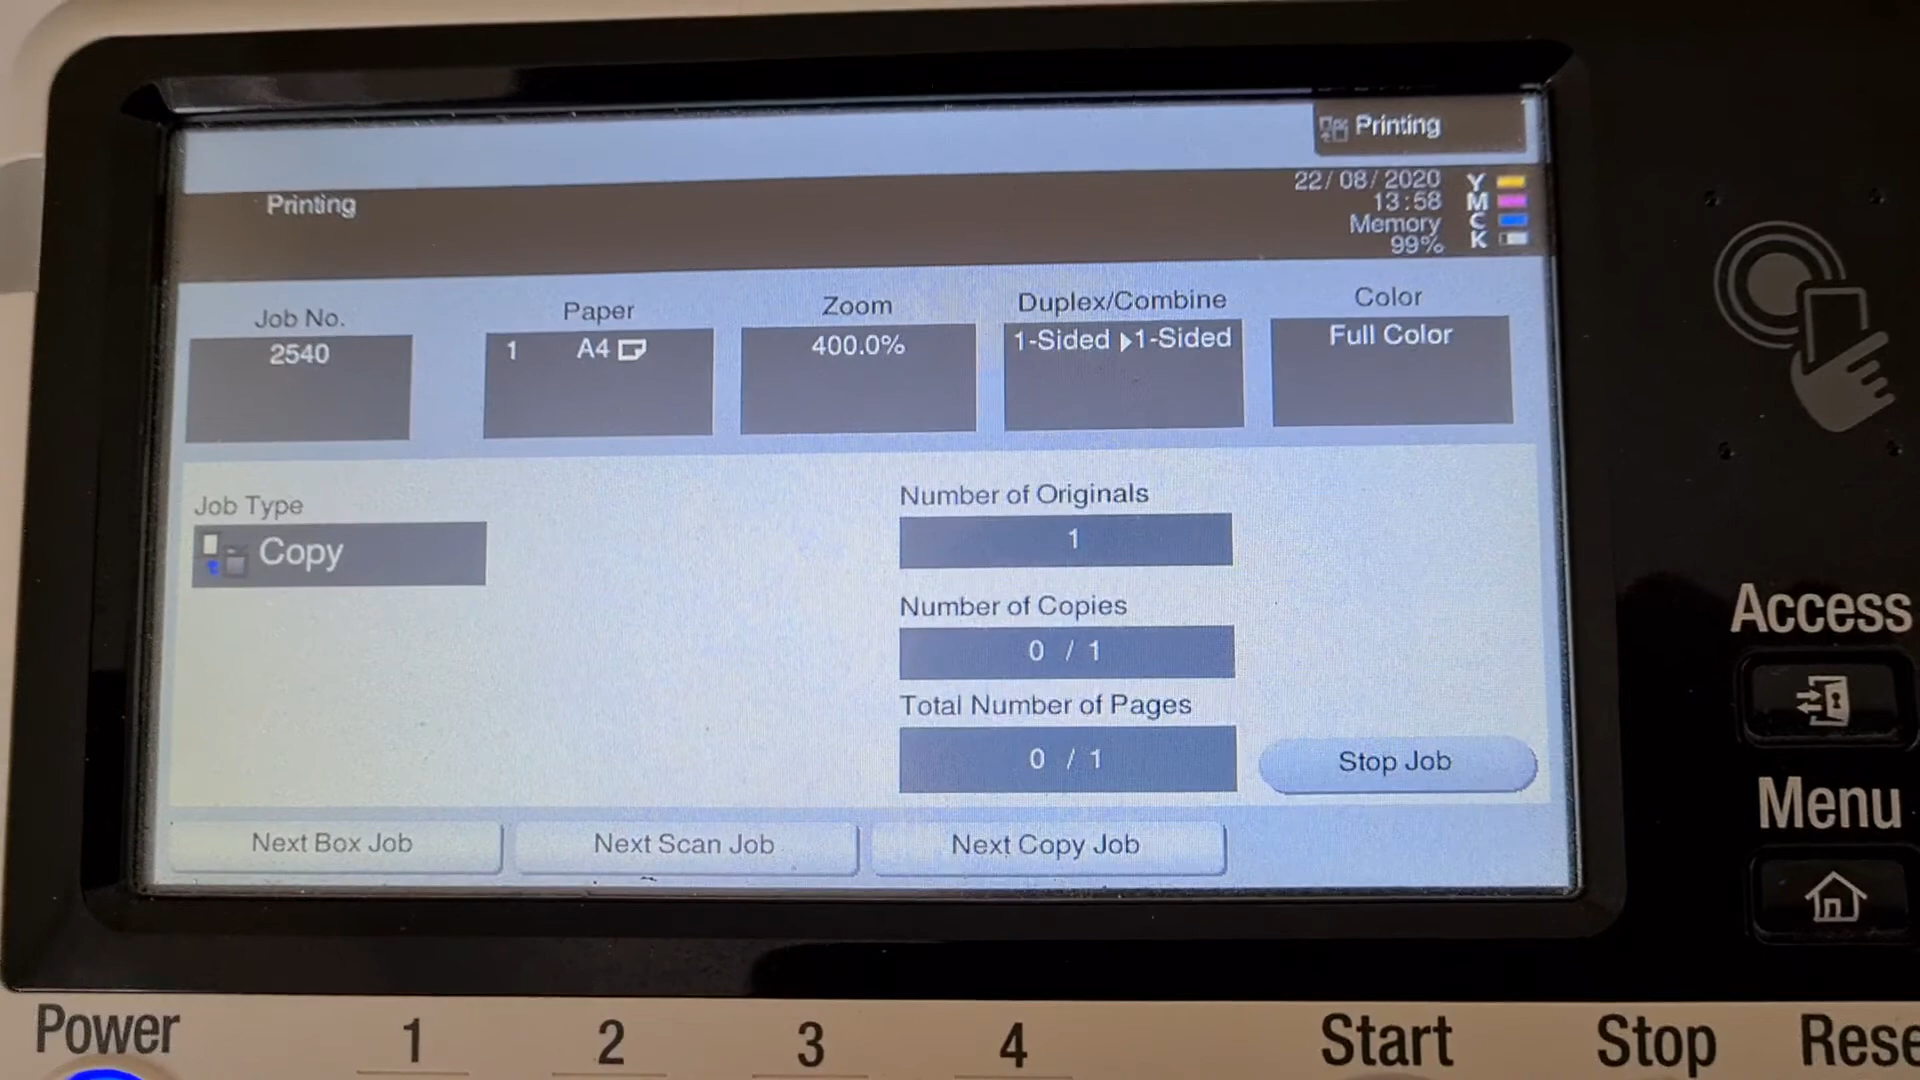 Printing
Printing
22/08/2020
13:58
Memory
99%
Y
M
C
K
Job No.
2540
Paper
1 A4
Zoom
400.0%
Duplex/Combine
1-Sided ▶1-Sided
Color
Full Color
Job Type
Copy
Number of Originals
1
Number of Copies
0 / 1
Total Number of Pages
0 / 1
Stop Job
Next Box Job
Next Scan Job
Next Copy Job
Access
Menu
Power
1
2
3
4
Start
Stop
Rese